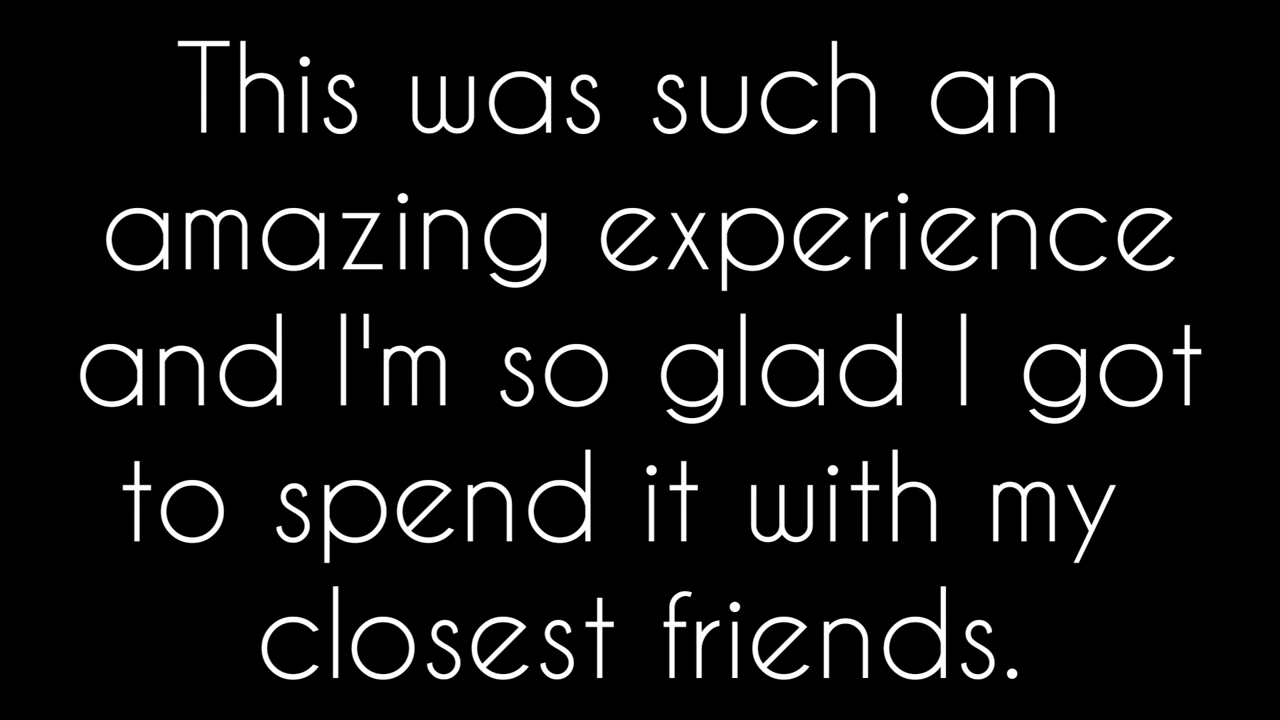 This was such an
amazing experience
and I'm so glad I got
to spend it with my
closest friends.